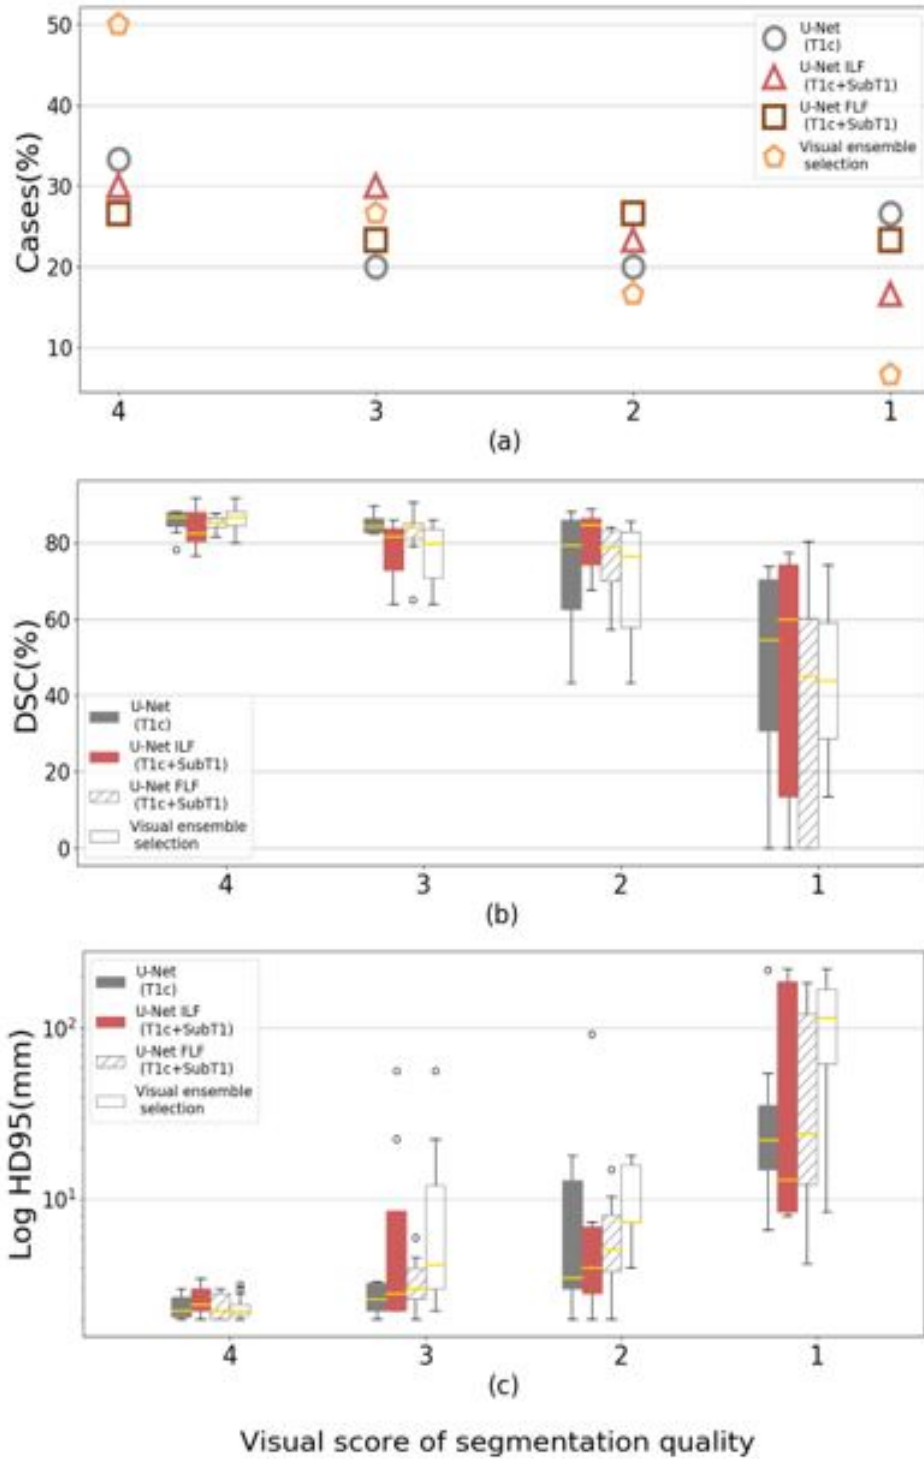 50
40
30
20
10
Cases(%)
U-Net
(T1c)
U-Net ILF
(T1c+SubT1)
U-Net FLF
(T1c+SubT1)
Visual ensemble
selection
4 3 2 1
(a)
80
60
40
20
0
DSC(%)
U-Net
(T1c)
U-Net ILF
(T1c+SubT1)
U-Net FLF
(T1c+SubT1)
Visual ensemble
selection
4 3 2 1
(b)
10²
10¹
Log HD95(mm)
U-Net
(T1c)
U-Net ILF
(T1c+SubT1)
U-Net FLF
(T1c+SubT1)
Visual ensemble
selection
4 3 2 1
(c)
Visual score of segmentation quality